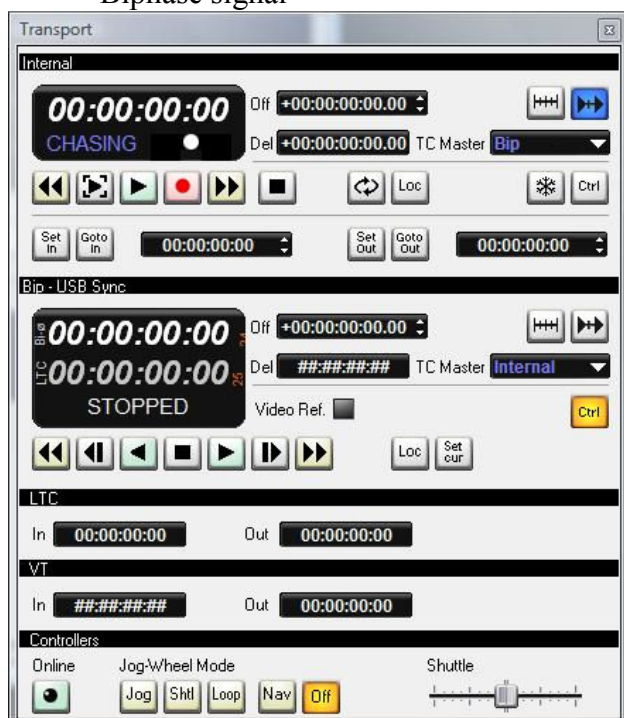 Biphase signal
Transport
Internal
00:00:00:00 Off +00:00:00:00.00
CHASING Del +00:00:00:00.00 TC Master Bip
Loc Ctrl
Set In Goto In 00:00:00:00 Set Out Goto Out 00:00:00:00
Bip - USB Sync
Bi-ø 00:00:00:00 24 Off +00:00:00:00.00
LTC 00:00:00:00 25 Del ##:##:##:## TC Master Internal
STOPPED Video Ref. Ctrl
Loc Set cur
LTC
In 00:00:00:00 Out 00:00:00:00
VT
In ##:##:##:## Out 00:00:00:00
Controllers
Online Jog-Wheel Mode Shuttle
Jog Shtl Loop Nav Off